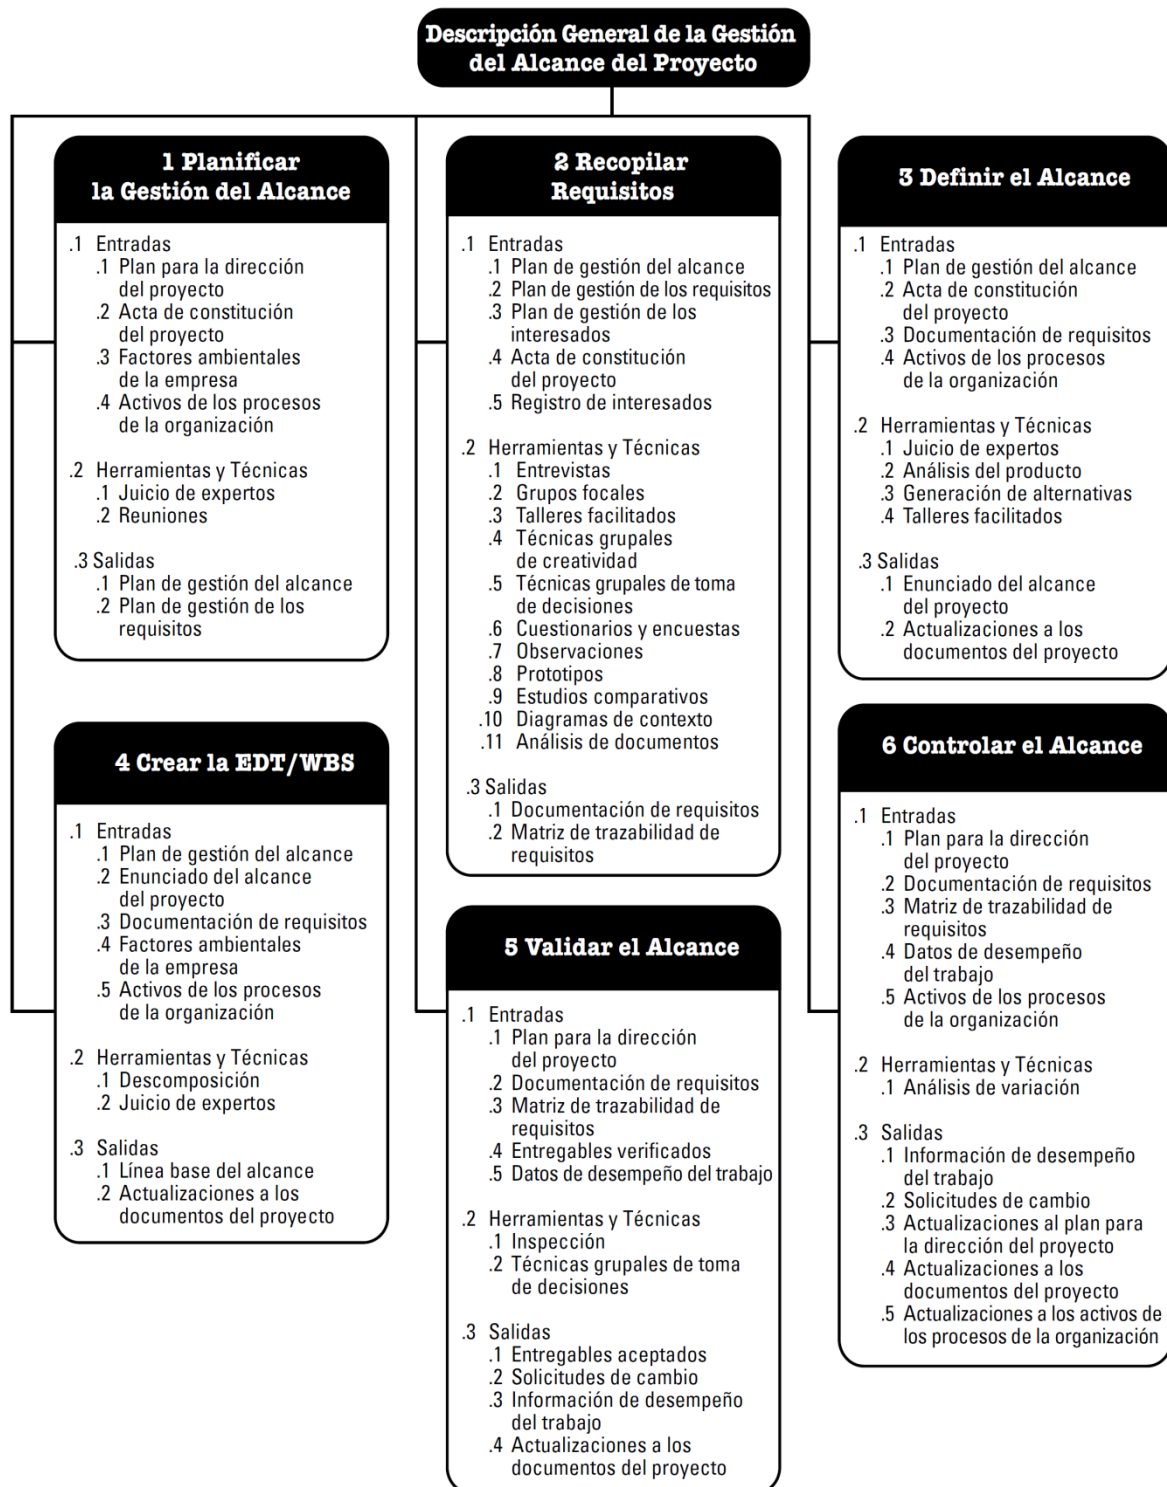 Descripción General de la Gestión
del Alcance del Proyecto
1 Planificar
la Gestión del Alcance
.1 Entradas
.1 Plan para la dirección
del proyecto
.2 Acta de constitución
del proyecto
.3 Factores ambientales
de la empresa
.4 Activos de los procesos
de la organización
.2 Herramientas y Técnicas
.1 Juicio de expertos
.2 Reuniones
.3 Salidas
.1 Plan de gestión del alcance
.2 Plan de gestión de los
requisitos
2 Recopilar
Requisitos
.1 Entradas
.1 Plan de gestión del alcance
.2 Plan de gestión de los requisitos
.3 Plan de gestión de los
interesados
.4 Acta de constitución
del proyecto
.5 Registro de interesados
.2 Herramientas y Técnicas
.1 Entrevistas
.2 Grupos focales
.3 Talleres facilitados
.4 Técnicas grupales
de creatividad
.5 Técnicas grupales de toma
de decisiones
.6 Cuestionarios y encuestas
.7 Observaciones
.8 Prototipos
.9 Estudios comparativos
.10 Diagramas de contexto
.11 Análisis de documentos
.3 Salidas
.1 Documentación de requisitos
.2 Matriz de trazabilidad de
requisitos
3 Definir el Alcance
.1 Entradas
.1 Plan de gestión del alcance
.2 Acta de constitución
del proyecto
.3 Documentación de requisitos
.4 Activos de los procesos
de la organización
.2 Herramientas y Técnicas
.1 Juicio de expertos
.2 Análisis del producto
.3 Generación de alternativas
.4 Talleres facilitados
.3 Salidas
.1 Enunciado del alcance
del proyecto
.2 Actualizaciones a los
documentos del proyecto
4 Crear la EDT/WBS
.1 Entradas
.1 Plan de gestión del alcance
.2 Enunciado del alcance
del proyecto
.3 Documentación de requisitos
.4 Factores ambientales
de la empresa
.5 Activos de los procesos
de la organización
.2 Herramientas y Técnicas
.1 Descomposición
.2 Juicio de expertos
.3 Salidas
.1 Línea base del alcance
.2 Actualizaciones a los
documentos del proyecto
5 Validar el Alcance
.1 Entradas
.1 Plan para la dirección
del proyecto
.2 Documentación de requisitos
.3 Matriz de trazabilidad de
requisitos
.4 Entregables verificados
.5 Datos de desempeño del trabajo
.2 Herramientas y Técnicas
.1 Inspección
.2 Técnicas grupales de toma
de decisiones
.3 Salidas
.1 Entregables aceptados
.2 Solicitudes de cambio
.3 Información de desempeño
del trabajo
.4 Actualizaciones a los
documentos del proyecto
6 Controlar el Alcance
.1 Entradas
.1 Plan para la dirección
del proyecto
.2 Documentación de requisitos
.3 Matriz de trazabilidad de
requisitos
.4 Datos de desempeño
del trabajo
.5 Activos de los procesos
de la organización
.2 Herramientas y Técnicas
.1 Análisis de variación
.3 Salidas
.1 Información de desempeño
del trabajo
.2 Solicitudes de cambio
.3 Actualizaciones al plan para
la dirección del proyecto
.4 Actualizaciones a los
documentos del proyecto
.5 Actualizaciones a los activos de
los procesos de la organización